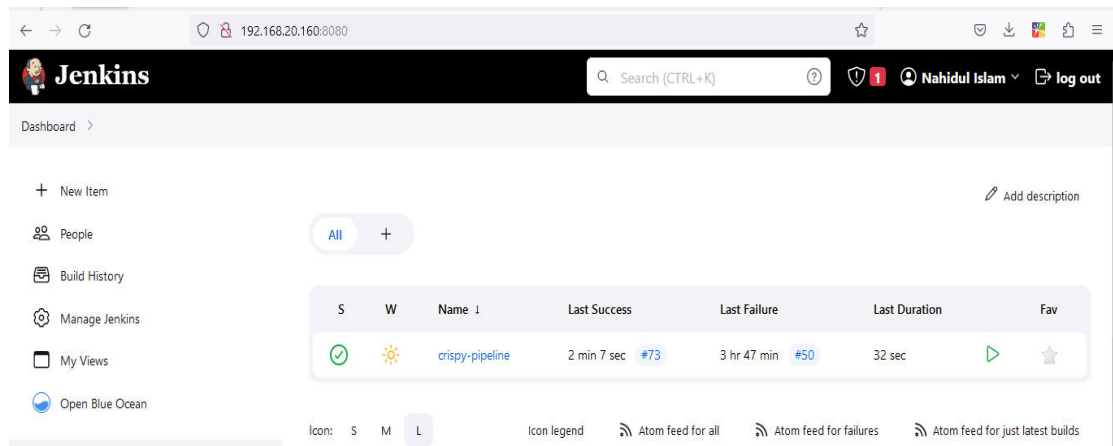 192.168.20.160:8080
Jenkins
Search (CTRL+K)
?
1
Nahidul Islam
log out
Dashboard >
+ New Item
Add description
People
All +
Build History
S W Name ↓ Last Success Last Failure Last Duration Fav
Manage Jenkins
crispy-pipeline 2 min 7 sec #73 3 hr 47 min #50 32 sec
My Views
Open Blue Ocean
Icon: S M L Icon legend Atom feed for all Atom feed for failures Atom feed for just latest builds